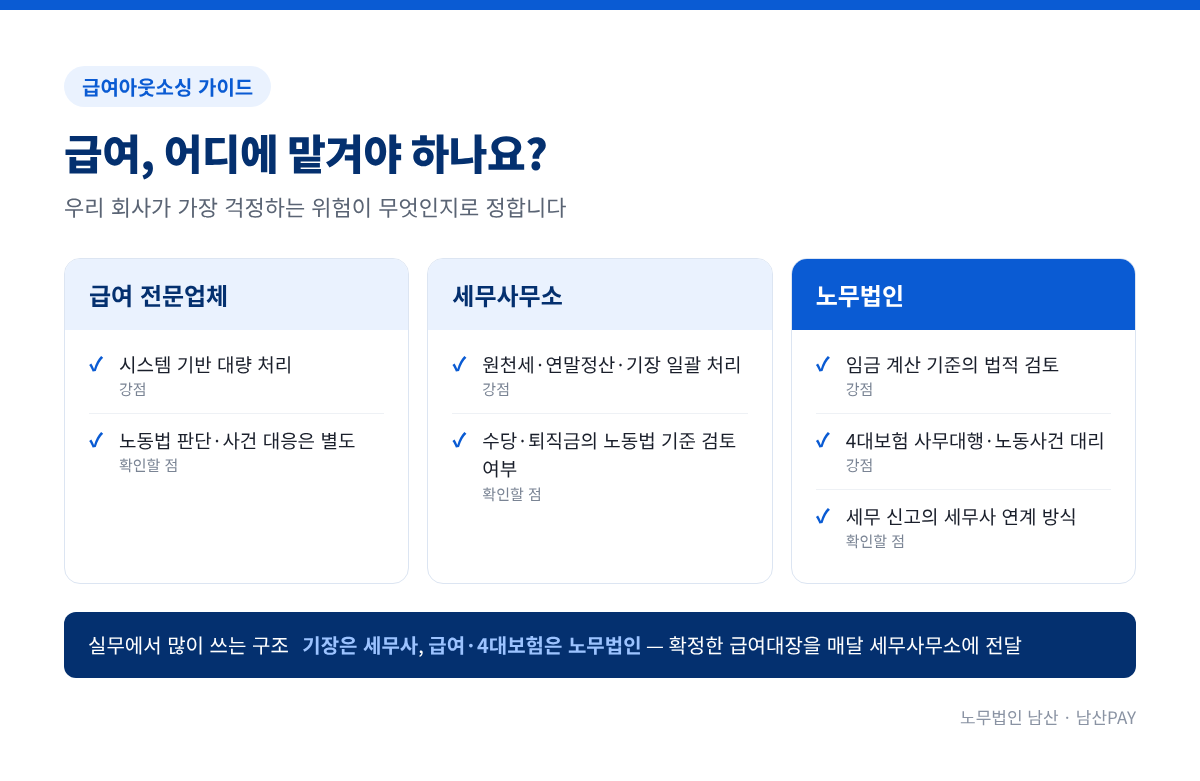 급여아웃소싱 가이드
급여, 어디에 맡겨야 하나요?
우리 회사가 가장 걱정하는 위험이 무엇인지로 정합니다
급여 전문업체
✓ 시스템 기반 대량 처리
강점
✓ 노동법 판단·사건 대응은 별도
확인할 점
세무사무소
✓ 원천세·연말정산·기장 일괄 처리
강점
✓ 수당·퇴직금의 노동법 기준 검토
여부
확인할 점
노무법인
✓ 임금 계산 기준의 법적 검토
강점
✓ 4대보험 사무대행·노동사건 대리
강점
✓ 세무 신고의 세무사 연계 방식
확인할 점
실무에서 많이 쓰는 구조 기장은 세무사, 급여·4대보험은 노무법인 — 확정한 급여대장을 매달 세무사무소에 전달
노무법인 남산 · 남산PAY